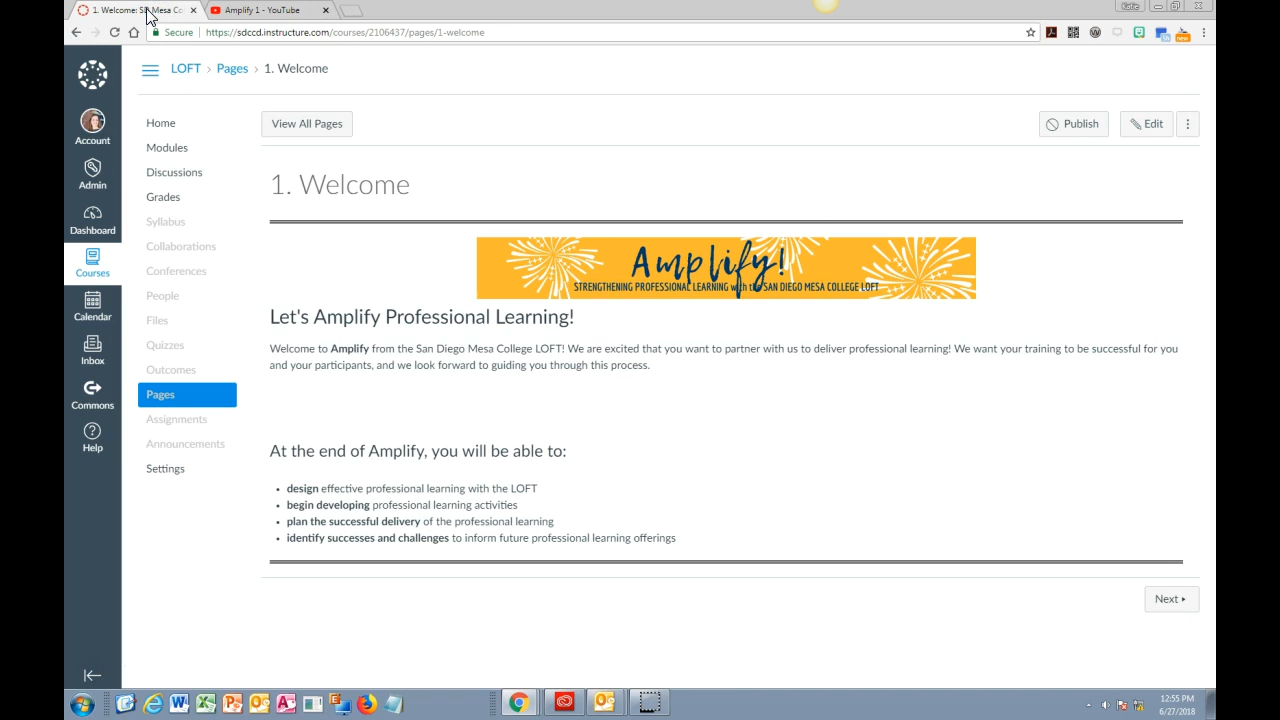 1. Welcome: SD Mesa Co
Amplify 1 - YouTube
Secure
https://sdccd.instructure.com/courses/2106437/pages/1-welcome
LOFT › Pages › 1. Welcome
Account
Admin
Dashboard
Courses
Calendar
Inbox
Commons
Help
Home
Modules
Discussions
Grades
Syllabus
Collaborations
Conferences
People
Files
Quizzes
Outcomes
Pages
Assignments
Announcements
Settings
View All Pages
Publish
Edit
1. Welcome
Amplify!
STRENGTHENING PROFESSIONAL LEARNING with the SAN DIEGO MESA COLLEGE LOFT
Let's Amplify Professional Learning!
Welcome to Amplify from the San Diego Mesa College LOFT! We are excited that you want to partner with us to deliver professional learning! We want your training to be successful for you
and your participants, and we look forward to guiding you through this process.
At the end of Amplify, you will be able to:
• design effective professional learning with the LOFT
• begin developing professional learning activities
• plan the successful delivery of the professional learning
• identify successes and challenges to inform future professional learning offerings
Next
12:55 PM
6/27/2018